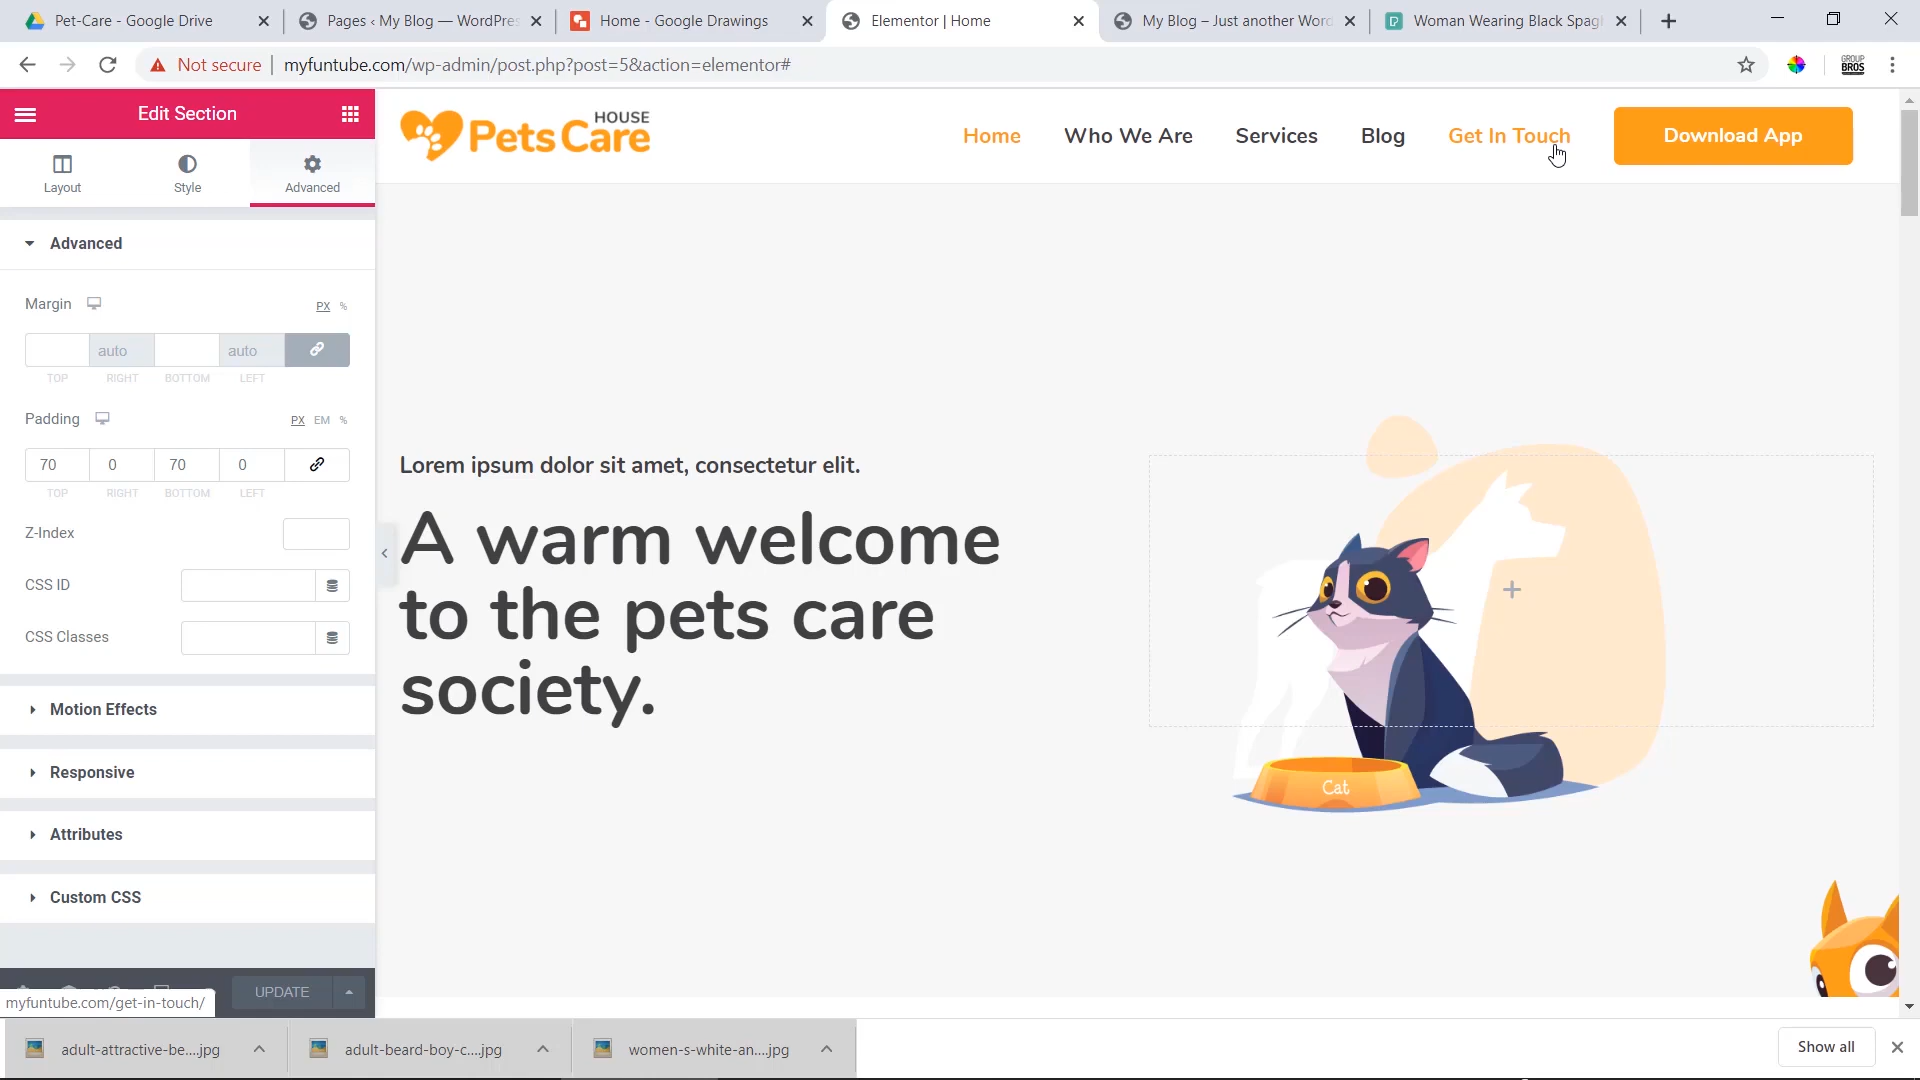 Pet-Care - Google Drive
Pages ‹ My Blog — WordPres
Home - Google Drawings
Elementor | Home
My Blog – Just another Word
Woman Wearing Black Spagh
Not secure
myfuntube.com/wp-admin/post.php?post=5&action=elementor#
GROUP
BROS
Edit Section
Layout
Style
Advanced
Advanced
Margin
PX %
auto
auto
TOP RIGHT BOTTOM LEFT
Padding
PX EM %
70 0 70 0
TOP RIGHT BOTTOM LEFT
Z-Index
CSS ID
CSS Classes
Motion Effects
Responsive
Attributes
Custom CSS
UPDATE
myfuntube.com/get-in-touch/
HOUSE
Pets Care
Home
Who We Are
Services
Blog
Get In Touch
Download App
Lorem ipsum dolor sit amet, consectetur elit.
A warm welcome
to the pets care
society.
Cat
adult-attractive-be....jpg
adult-beard-boy-c....jpg
women-s-white-an....jpg
Show all